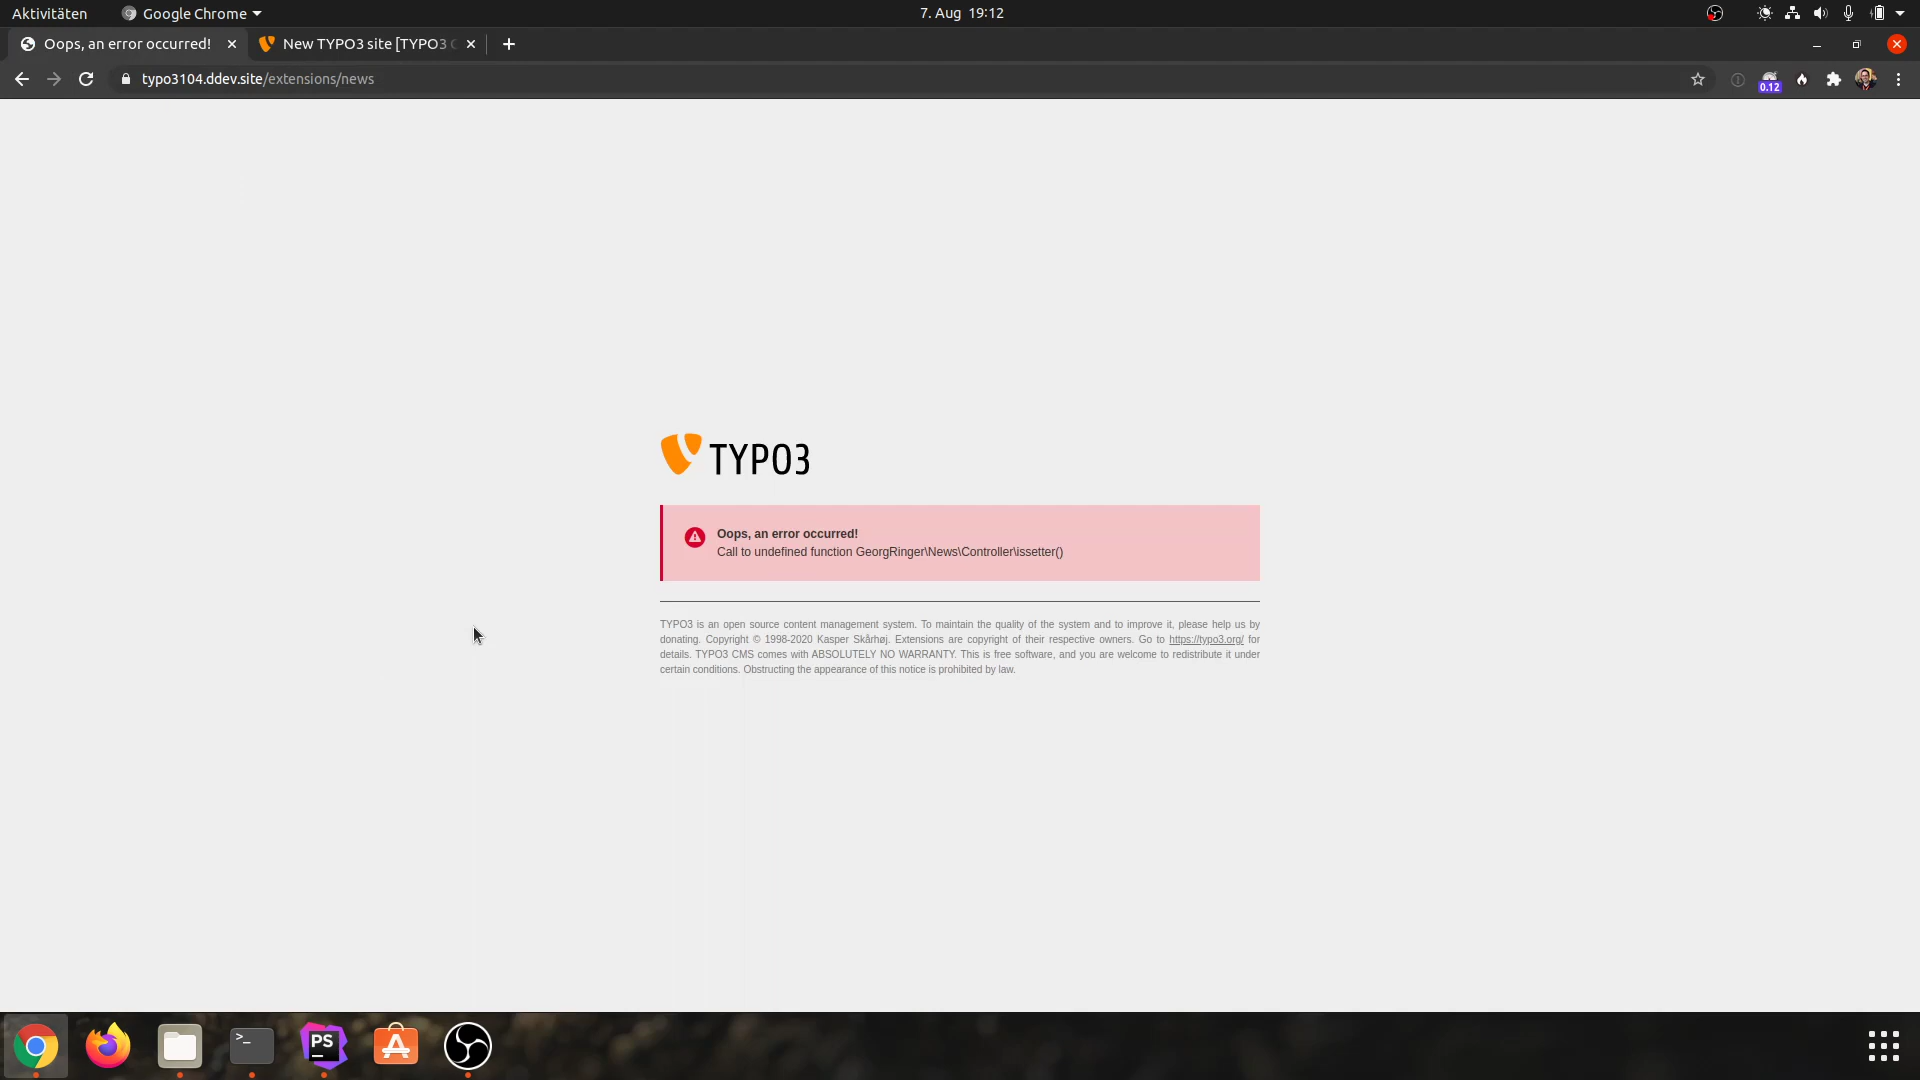 Aktivitäten
Google Chrome
7. Aug 19:12
Oops, an error occurred!
New TYPO3 site [TYPO3
typo3104.ddev.site/extensions/news
0.12
TYPO3
Oops, an error occurred!
Call to undefined function GeorgRinger\News\Controller\issetter()
TYPO3 is an open source content management system. To maintain the quality of the system and to improve it, please help us by
donating. Copyright © 1998-2020 Kasper Skårhøj. Extensions are copyright of their respective owners. Go to https://typo3.org/ for
details. TYPO3 CMS comes with ABSOLUTELY NO WARRANTY. This is free software, and you are welcome to redistribute it under
certain conditions. Obstructing the appearance of this notice is prohibited by law.
>_
PS